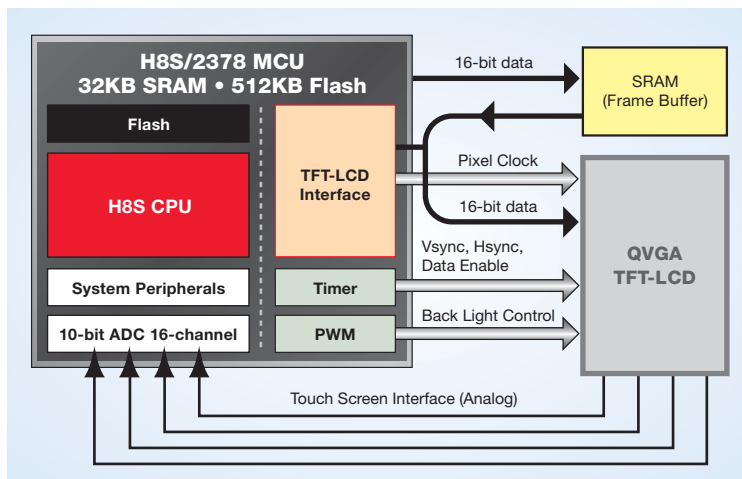 H8S/2378 MCU
32KB SRAM • 512KB Flash
Flash
H8S CPU
System Peripherals
10-bit ADC 16-channel
TFT-LCD
Interface
Timer
PWM
16-bit data
SRAM
(Frame Buffer)
Pixel Clock
16-bit data
Vsync, Hsync,
Data Enable
Back Light Control
QVGA
TFT-LCD
Touch Screen Interface (Analog)